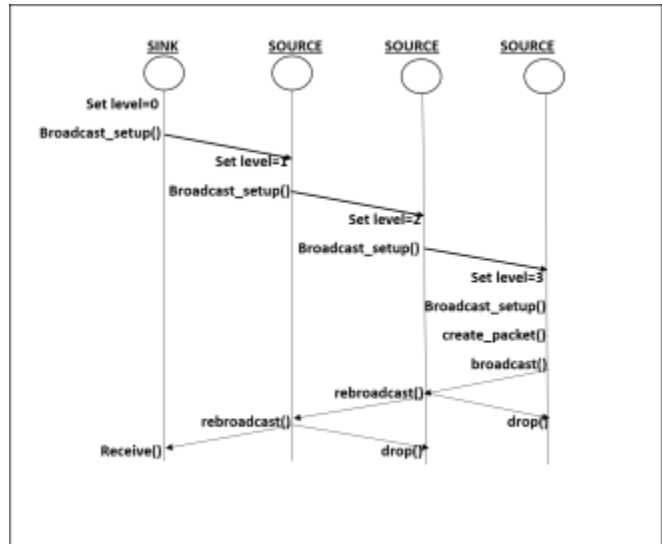 SINK SOURCE SOURCE SOURCE
Set level=0
Broadcast_setup()
Set level=1
Broadcast_setup()
Set level=2
Broadcast_setup()
Set level=3
Broadcast_setup()
create_packet()
broadcast()
rebroadcast()
rebroadcast() drop()
Receive() drop()